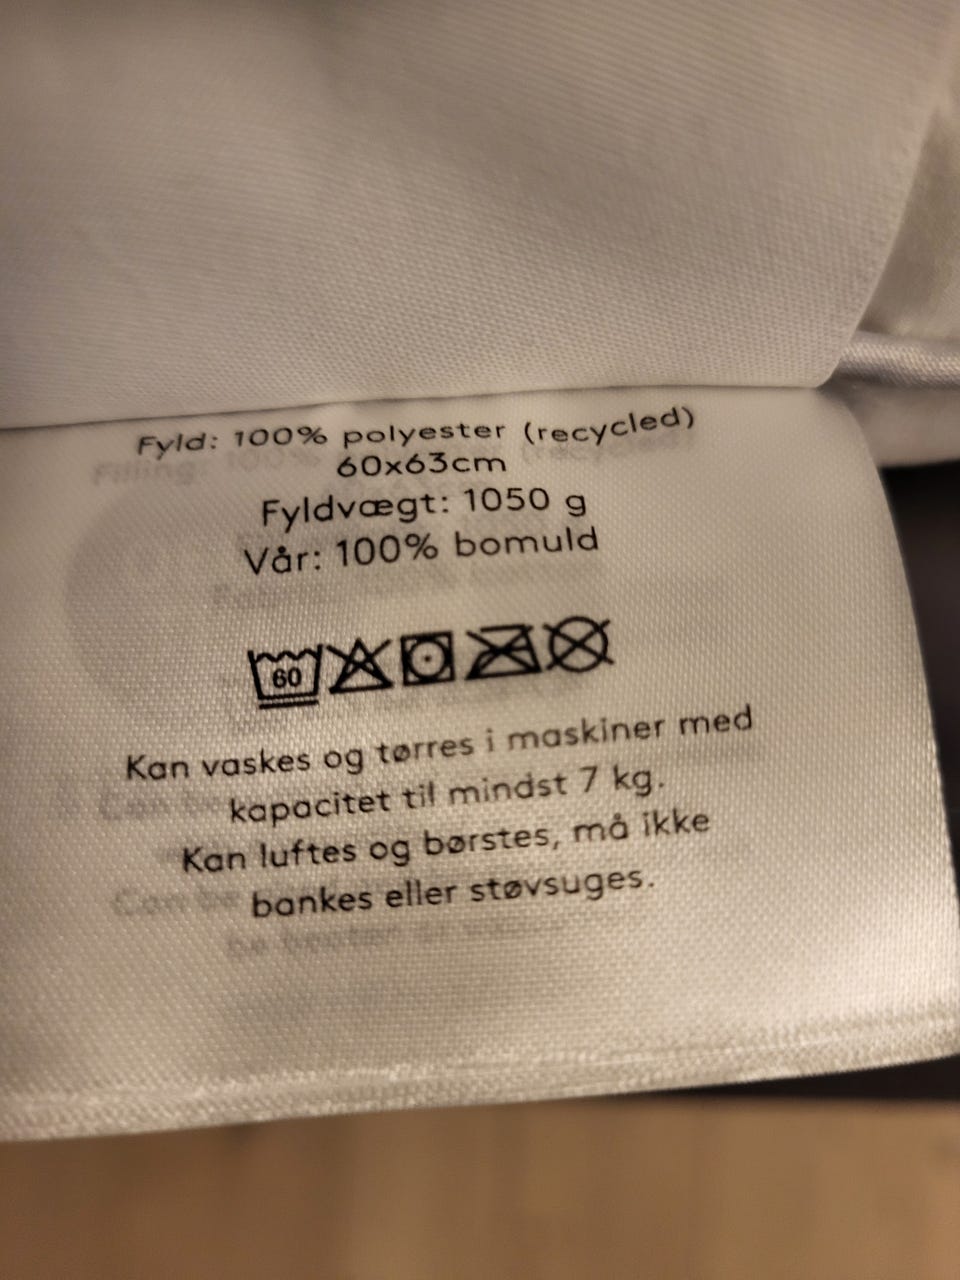 Fyld: 100% polyester (recycled)
60x63cm
Fyldvægt: 1050 g
Vår: 100% bomuld
60
Kan vaskes og tørres i maskiner med
kapacitet til mindst 7 kg.
Kan luftes og børstes, må ikke
bankes eller støvsuges.